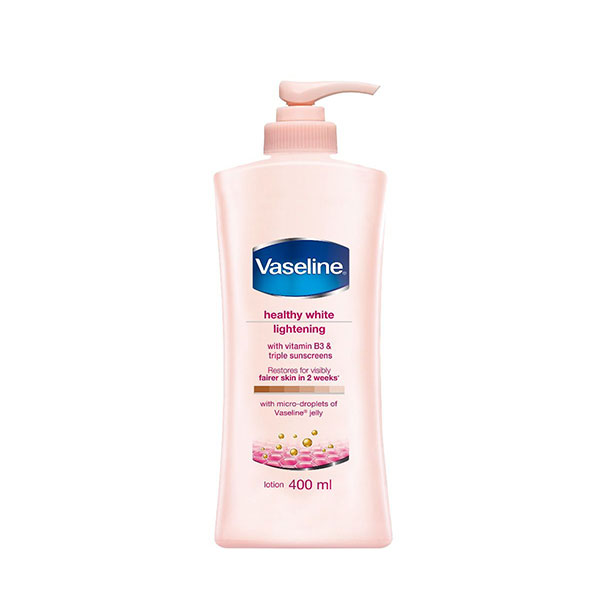 Vaseline®
healthy white
lightening
with vitamin B3 &
triple sunscreens
Restores for visibly
fairer skin in 2 weeks*
with micro-droplets of
Vaseline® jelly
lotion 400 ml